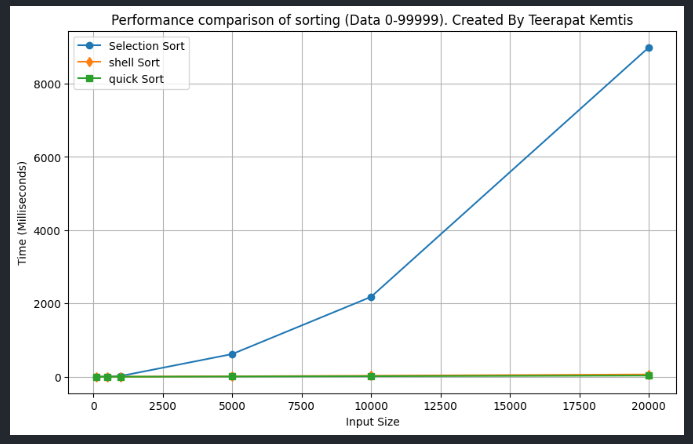 Performance comparison of sorting (Data 0-99999). Created By Teerapat Kemtis
Selection Sort
shell Sort
quick Sort
Time (Milliseconds)
8000
6000
4000
2000
0
0 2500 5000 7500 10000 12500 15000 17500 20000
Input Size